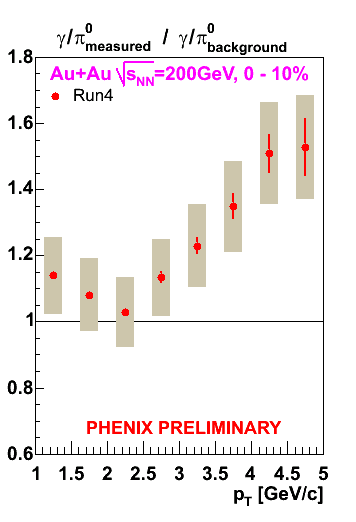 γ/π⁰measured / γ/π⁰background
1.8
Au+Au √sNN=200GeV, 0 - 10%
Run4
1.6
1.4
1.2
1
0.8
PHENIX PRELIMINARY
0.6
1 1.5 2 2.5 3 3.5 4 4.5 5
pT [GeV/c]